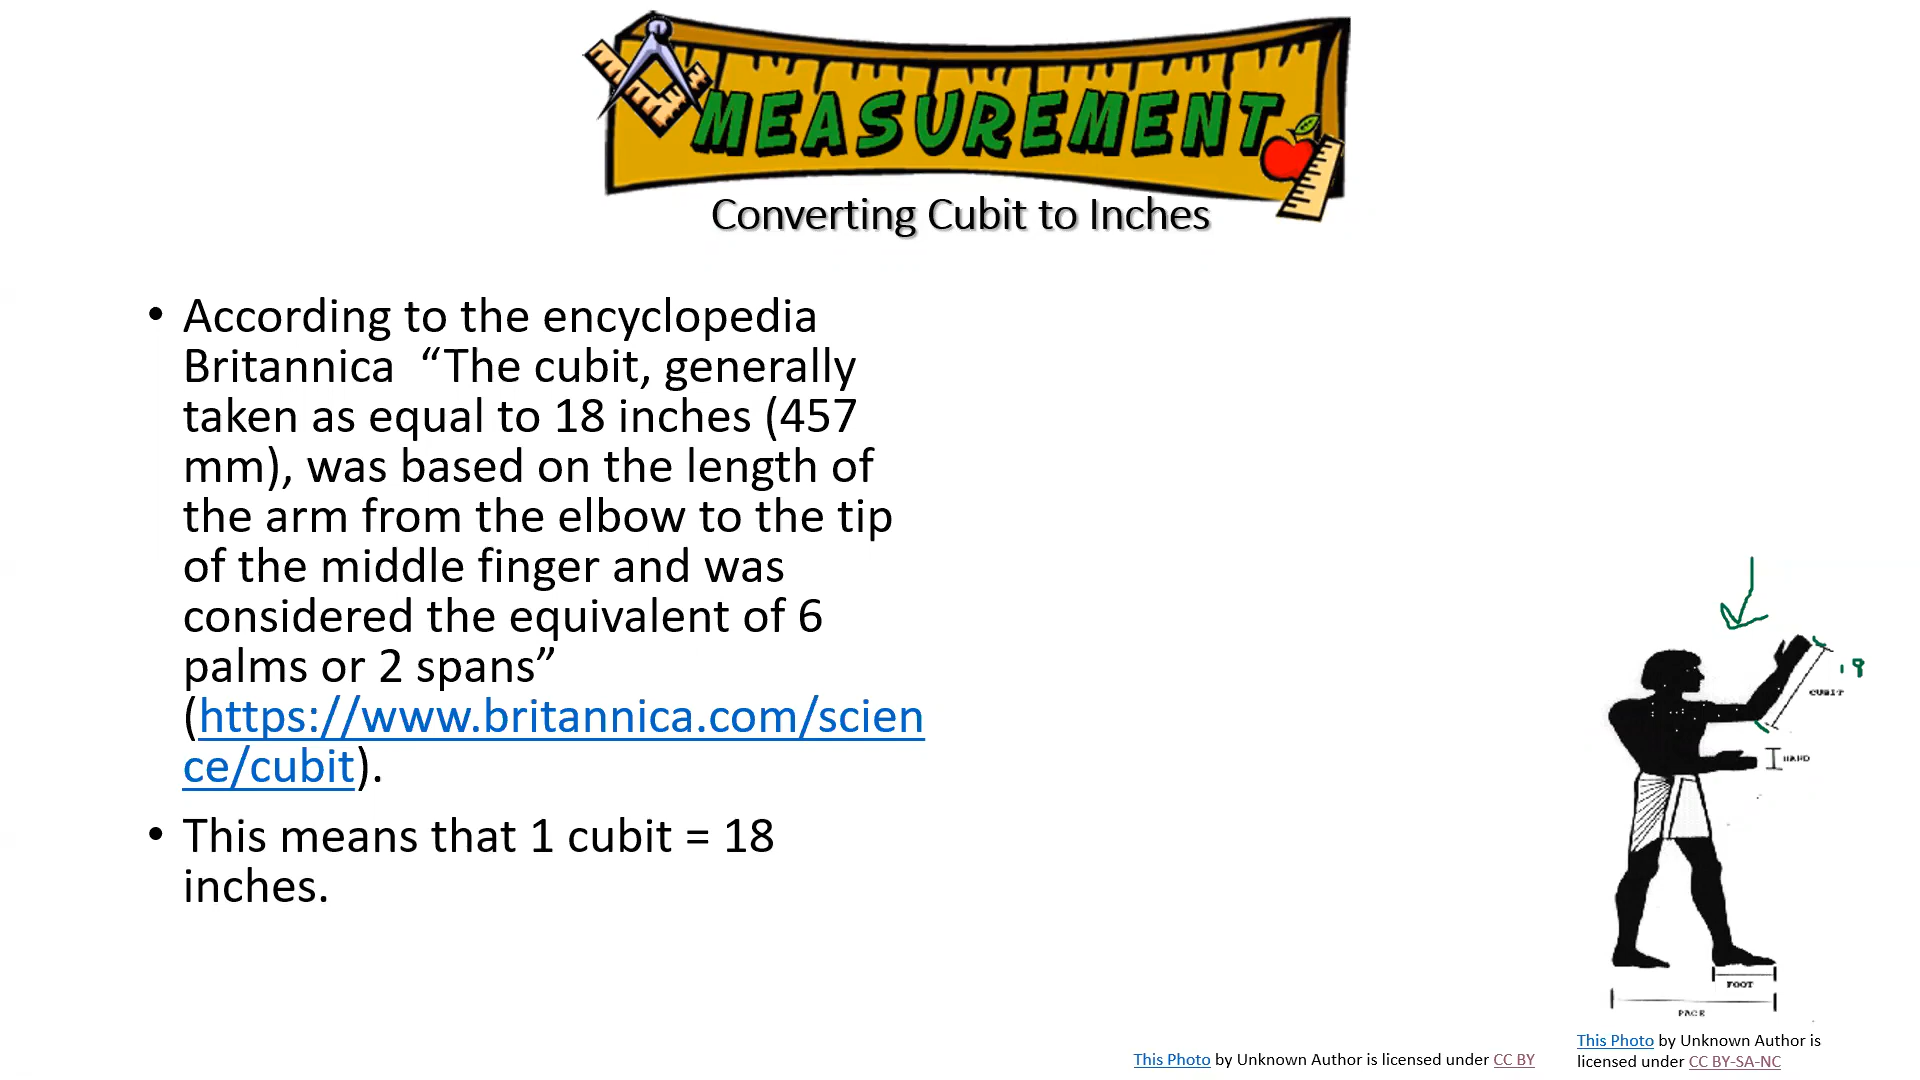 MEASUREMENT
Converting Cubit to Inches
• According to the encyclopedia
Britannica “The cubit, generally
taken as equal to 18 inches (457
mm), was based on the length of
the arm from the elbow to the tip
of the middle finger and was
considered the equivalent of 6
palms or 2 spans”
(https://www.britannica.com/scien
ce/cubit).
• This means that 1 cubit = 18
inches.
CUBIT
HAND
FOOT
PACE
This Photo by Unknown Author is licensed under CC BY
This Photo by Unknown Author is
licensed under CC BY-SA-NC